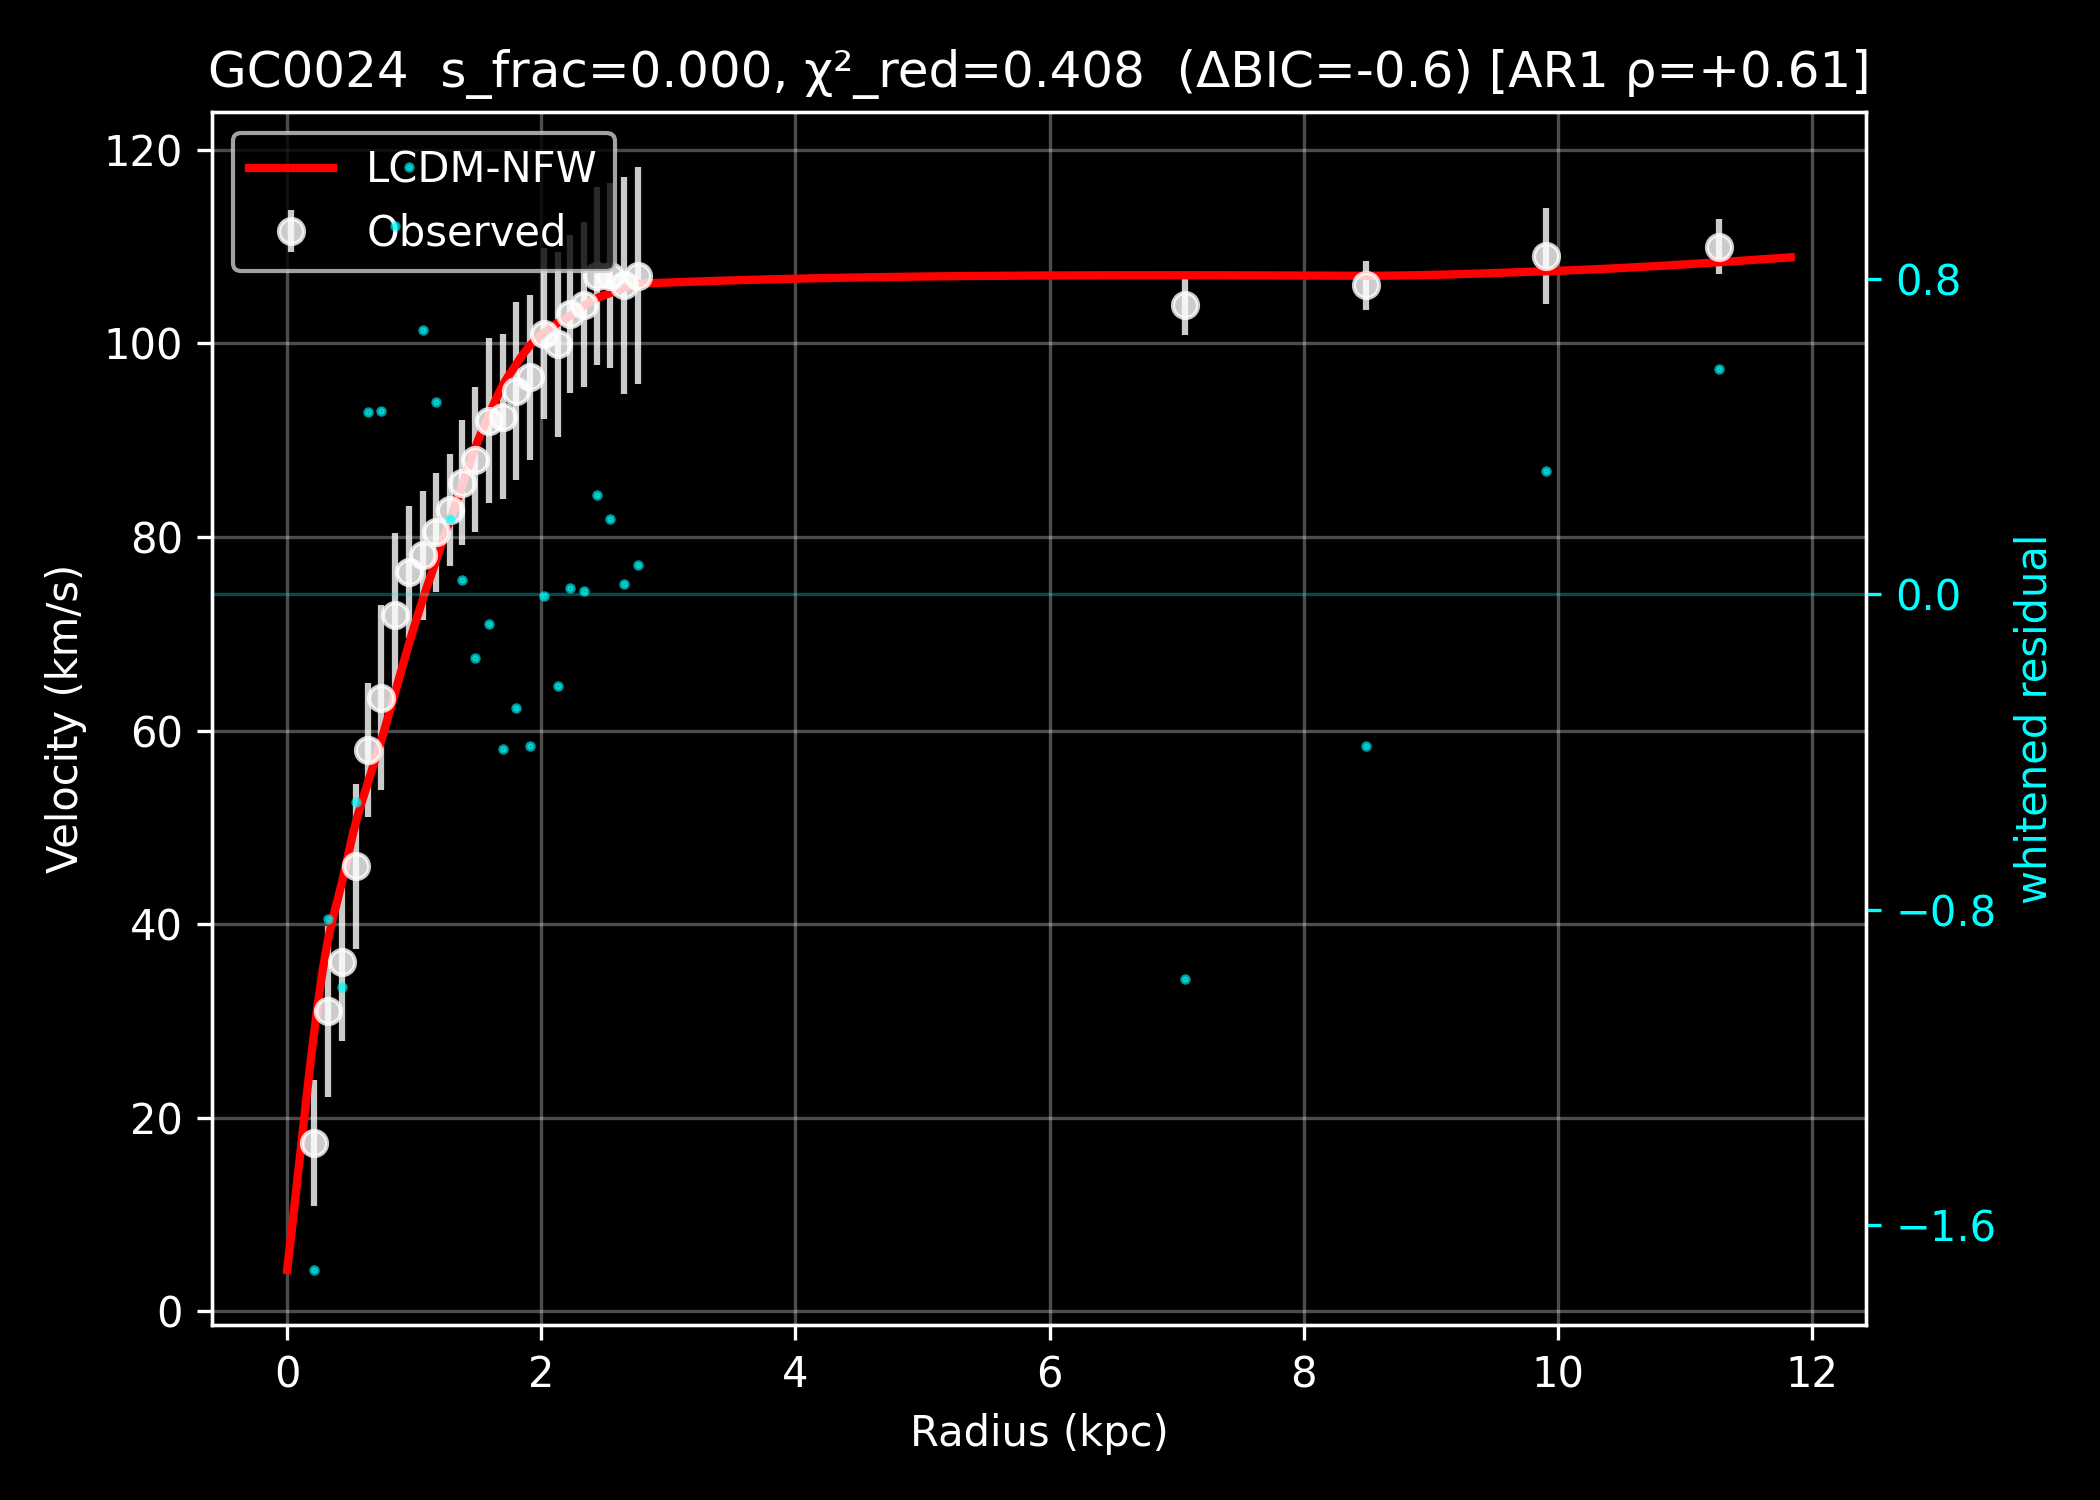 GC0024 s_frac=0.000, χ²_red=0.408 (ΔBIC=-0.6) [AR1 ρ=+0.61]
LCDM-NFW
Observed
120
100
80
60
40
20
0
Velocity (km/s)
0.8
0.0
−0.8
−1.6
whitened residual
0 2 4 6 8 10 12
Radius (kpc)